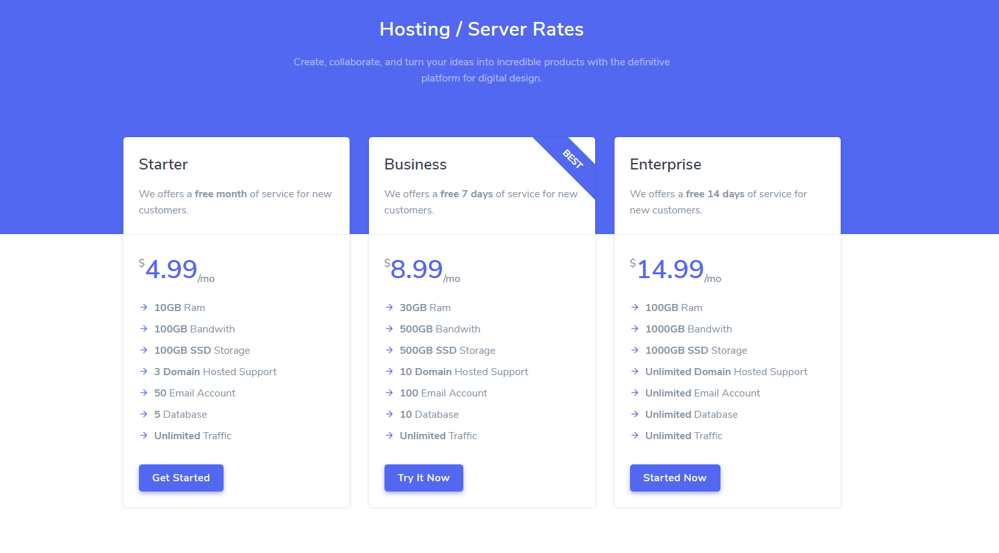 Hosting / Server Rates
Create, collaborate, and turn your ideas into incredible products with the definitive
platform for digital design.
Starter
We offers a free month of service for new
customers.
$4.99/mo
10GB Ram
100GB Bandwith
100GB SSD Storage
3 Domain Hosted Support
50 Email Account
5 Database
Unlimited Traffic
Get Started
Business
BEST
We offers a free 7 days of service for new
customers.
$8.99/mo
30GB Ram
500GB Bandwith
500GB SSD Storage
10 Domain Hosted Support
100 Email Account
10 Database
Unlimited Traffic
Try It Now
Enterprise
We offers a free 14 days of service for
new customers.
$14.99/mo
100GB Ram
1000GB Bandwith
1000GB SSD Storage
Unlimited Domain Hosted Support
Unlimited Email Account
Unlimited Database
Unlimited Traffic
Started Now